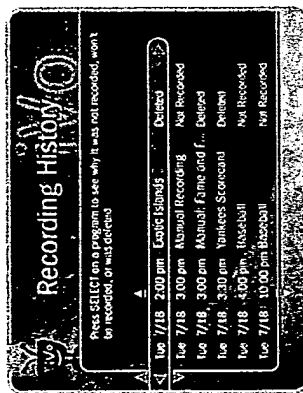 Recording History
TiVo
Press SELECT on a program to see why it was not recorded, won't
be recorded, or was deleted
Tue 7/18 2:00 pm Exotic Islands Deleted
Tue 7/18 3:00 pm Manual Recording Not Recorded
Tue 7/18 3:00 pm Manual: Fame and F... Deleted
Tue 7/18 3:30 pm Yankees Scorecard Deleted
Tue 7/18 4:00 pm Baseball Not Recorded
Tue 7/18 10:00 pm Baseball Not Recorded